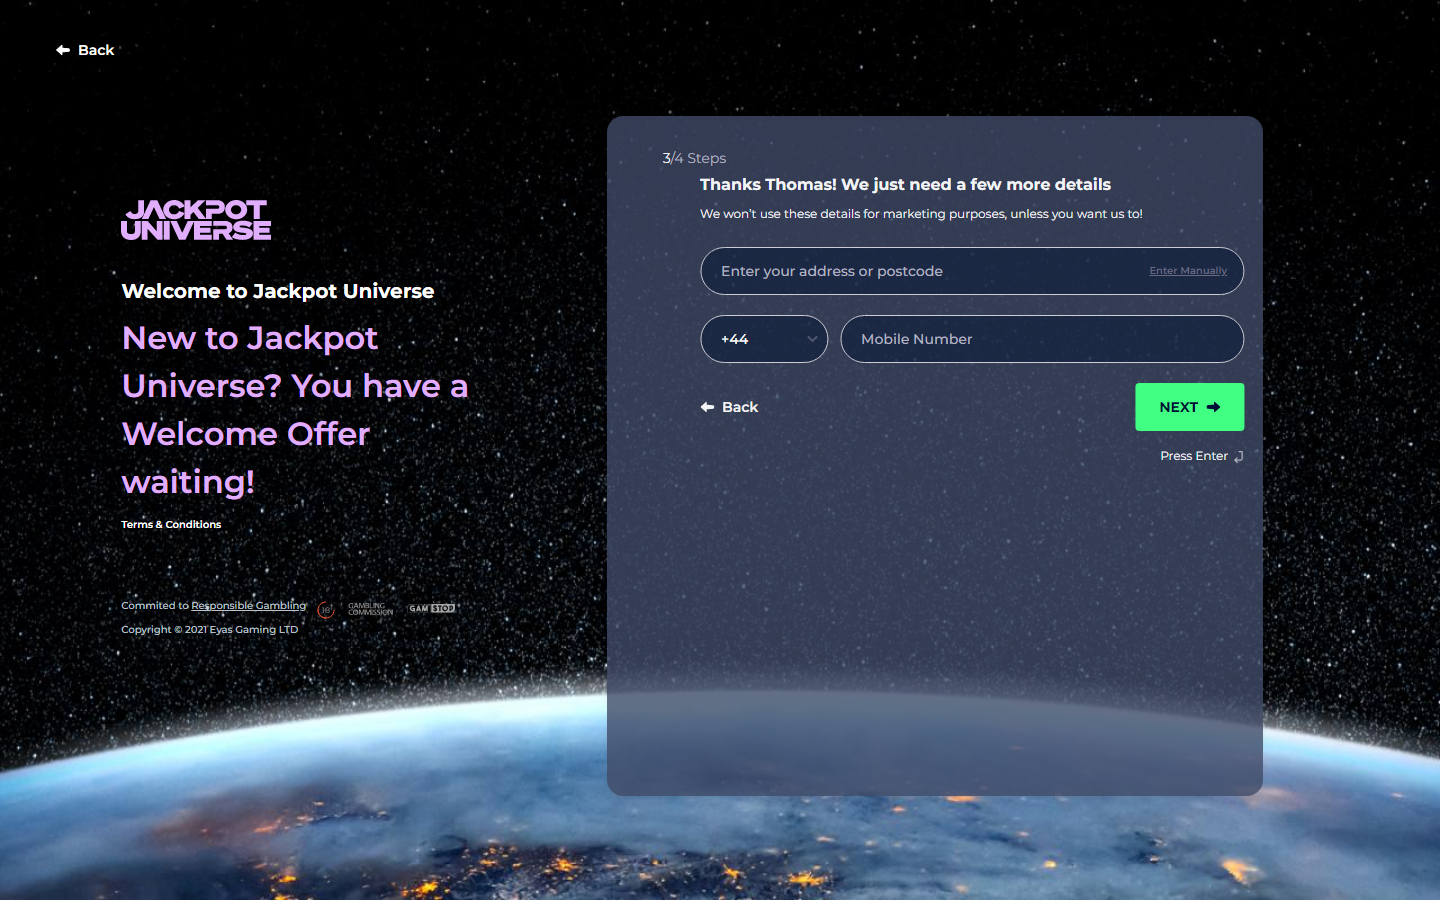 Back
JACKPOT
UNIVERSE
Welcome to Jackpot Universe
New to Jackpot
Universe? You have a
Welcome Offer
waiting!
Terms & Conditions
Commited to Responsible Gambling
18+
GAMBLING
COMMISSION
GAMSTOP
Copyright © 2021 Eyas Gaming LTD
3/4 Steps
Thanks Thomas! We just need a few more details
We won't use these details for marketing purposes, unless you want us to!
Enter your address or postcode
Enter Manually
+44
Mobile Number
Back
NEXT
Press Enter